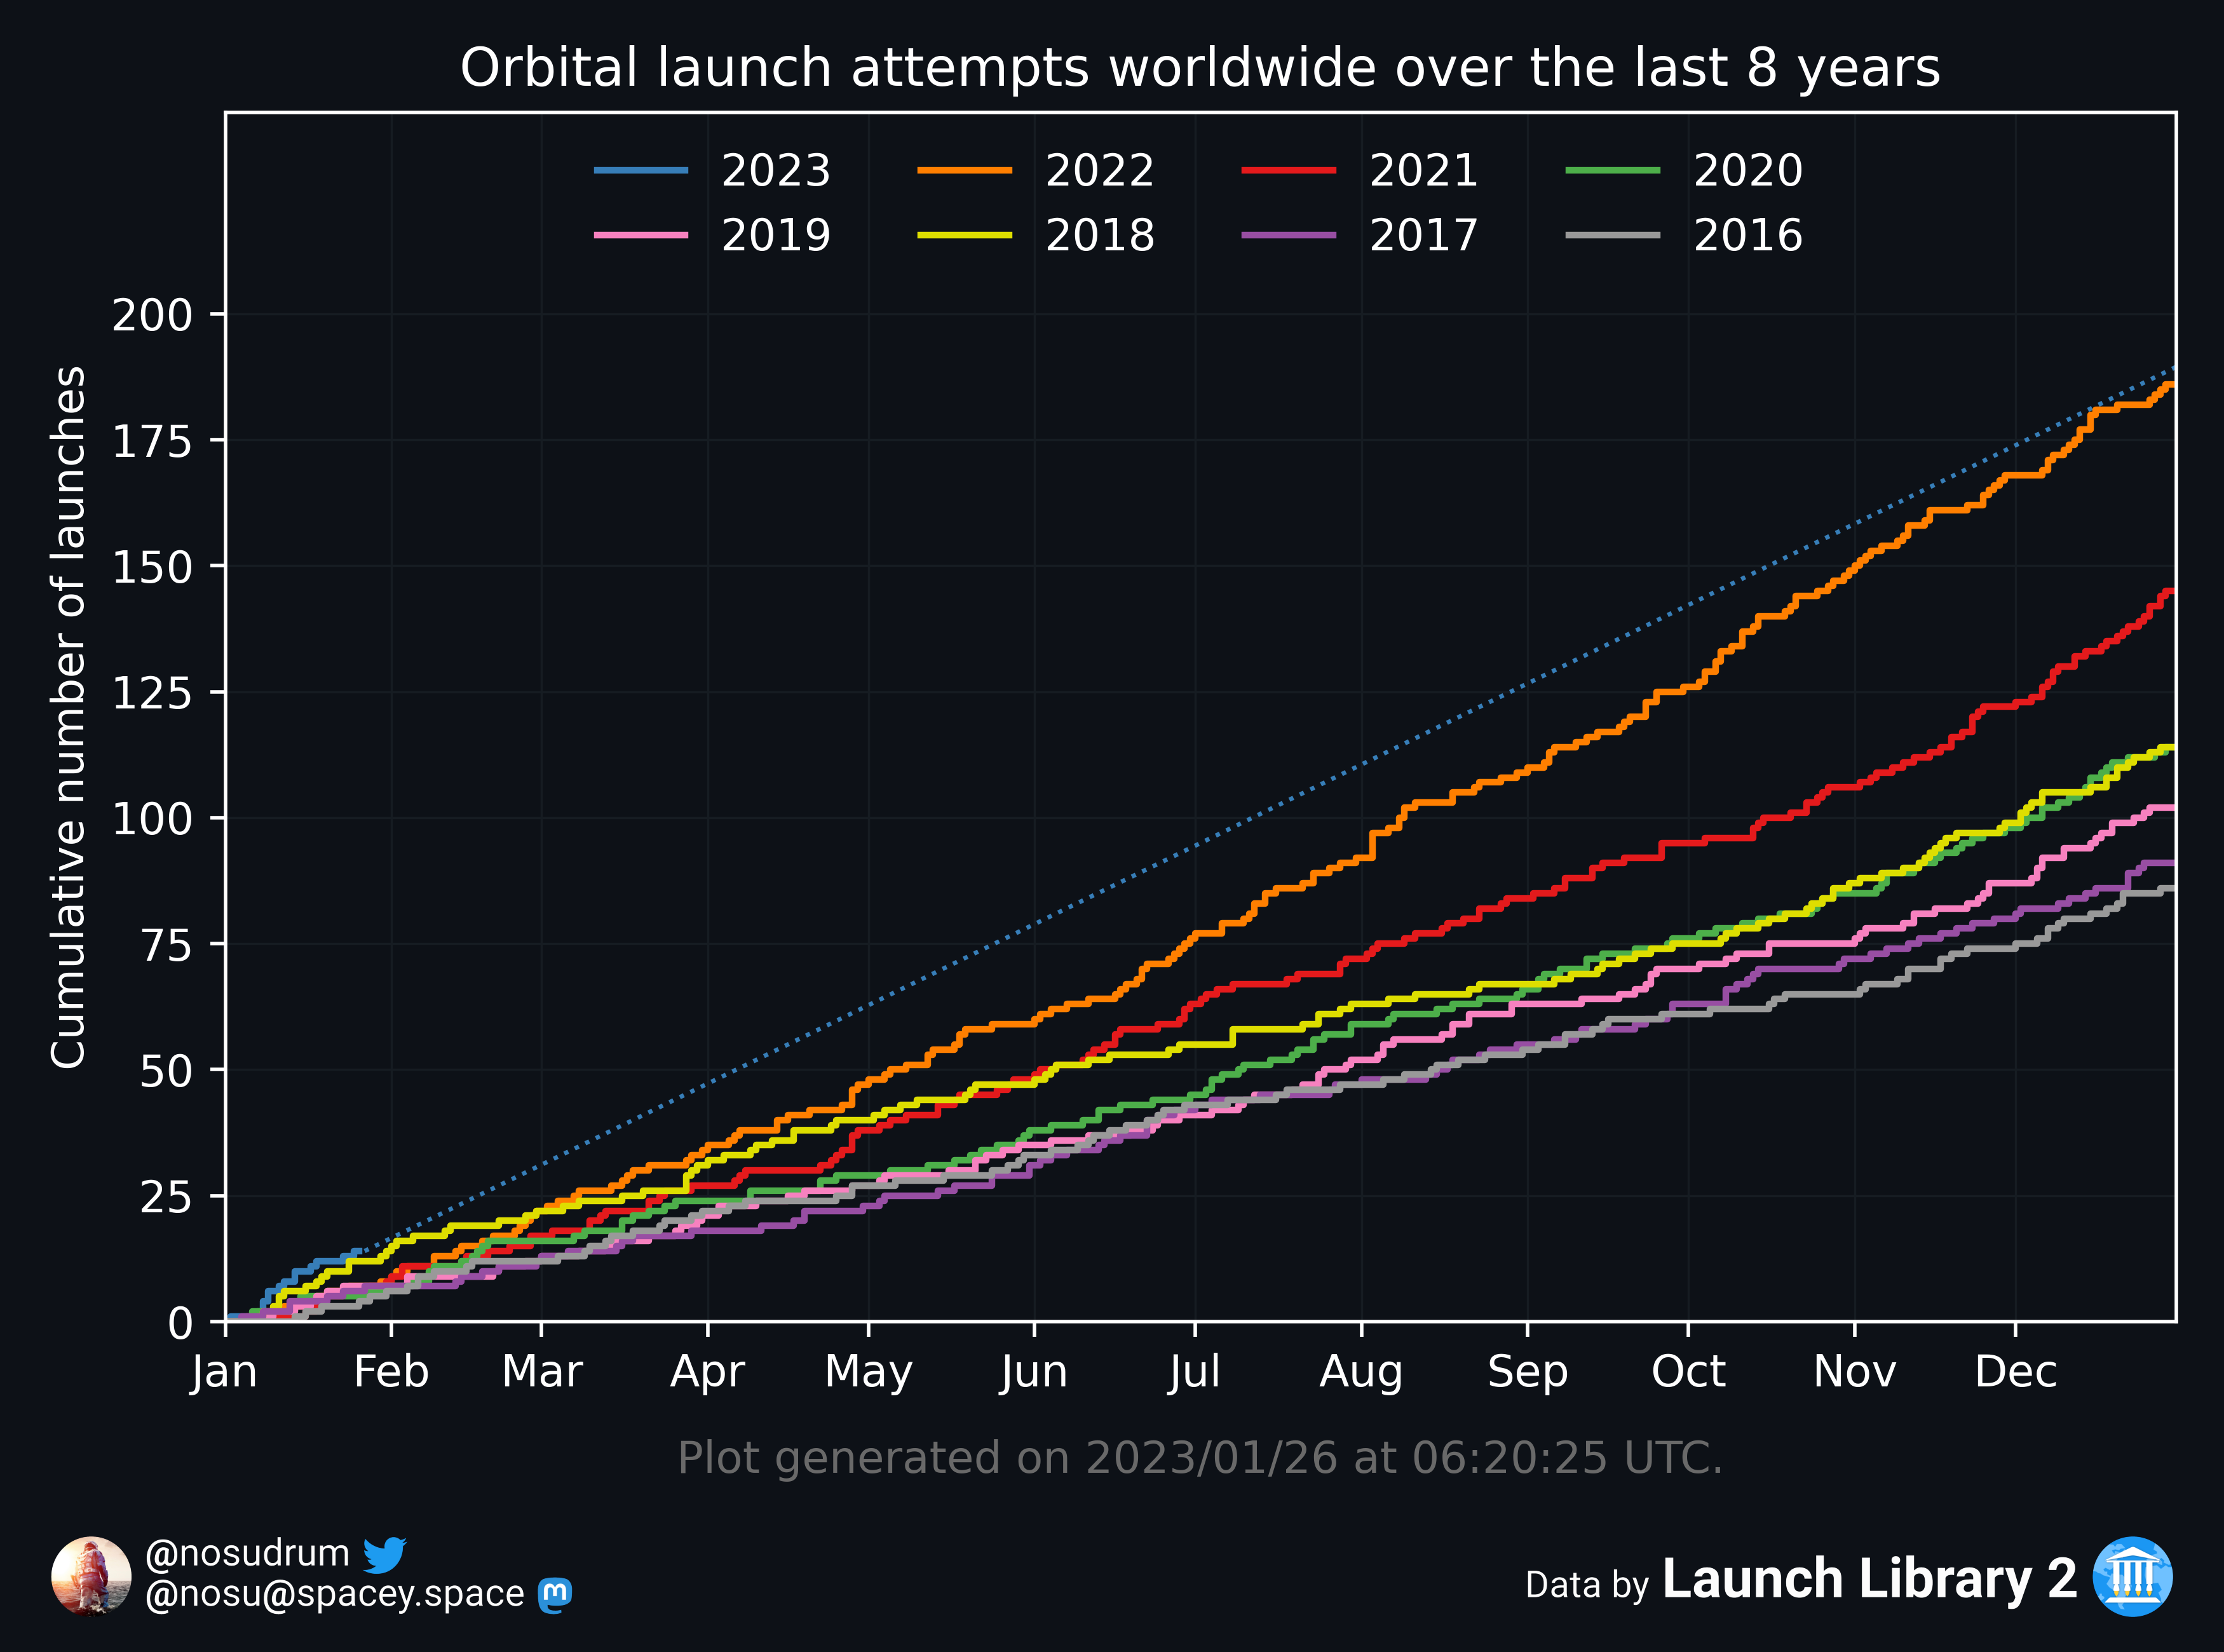 Orbital launch attempts worldwide over the last 8 years
2023 2022 2021 2020
2019 2018 2017 2016
200
175
150
125
100
75
50
25
0
Cumulative number of launches
Jan Feb Mar Apr May Jun Jul Aug Sep Oct Nov Dec
Plot generated on 2023/01/26 at 06:20:25 UTC.
@nosudrum
@nosu@spacey.space m
Data by Launch Library 2